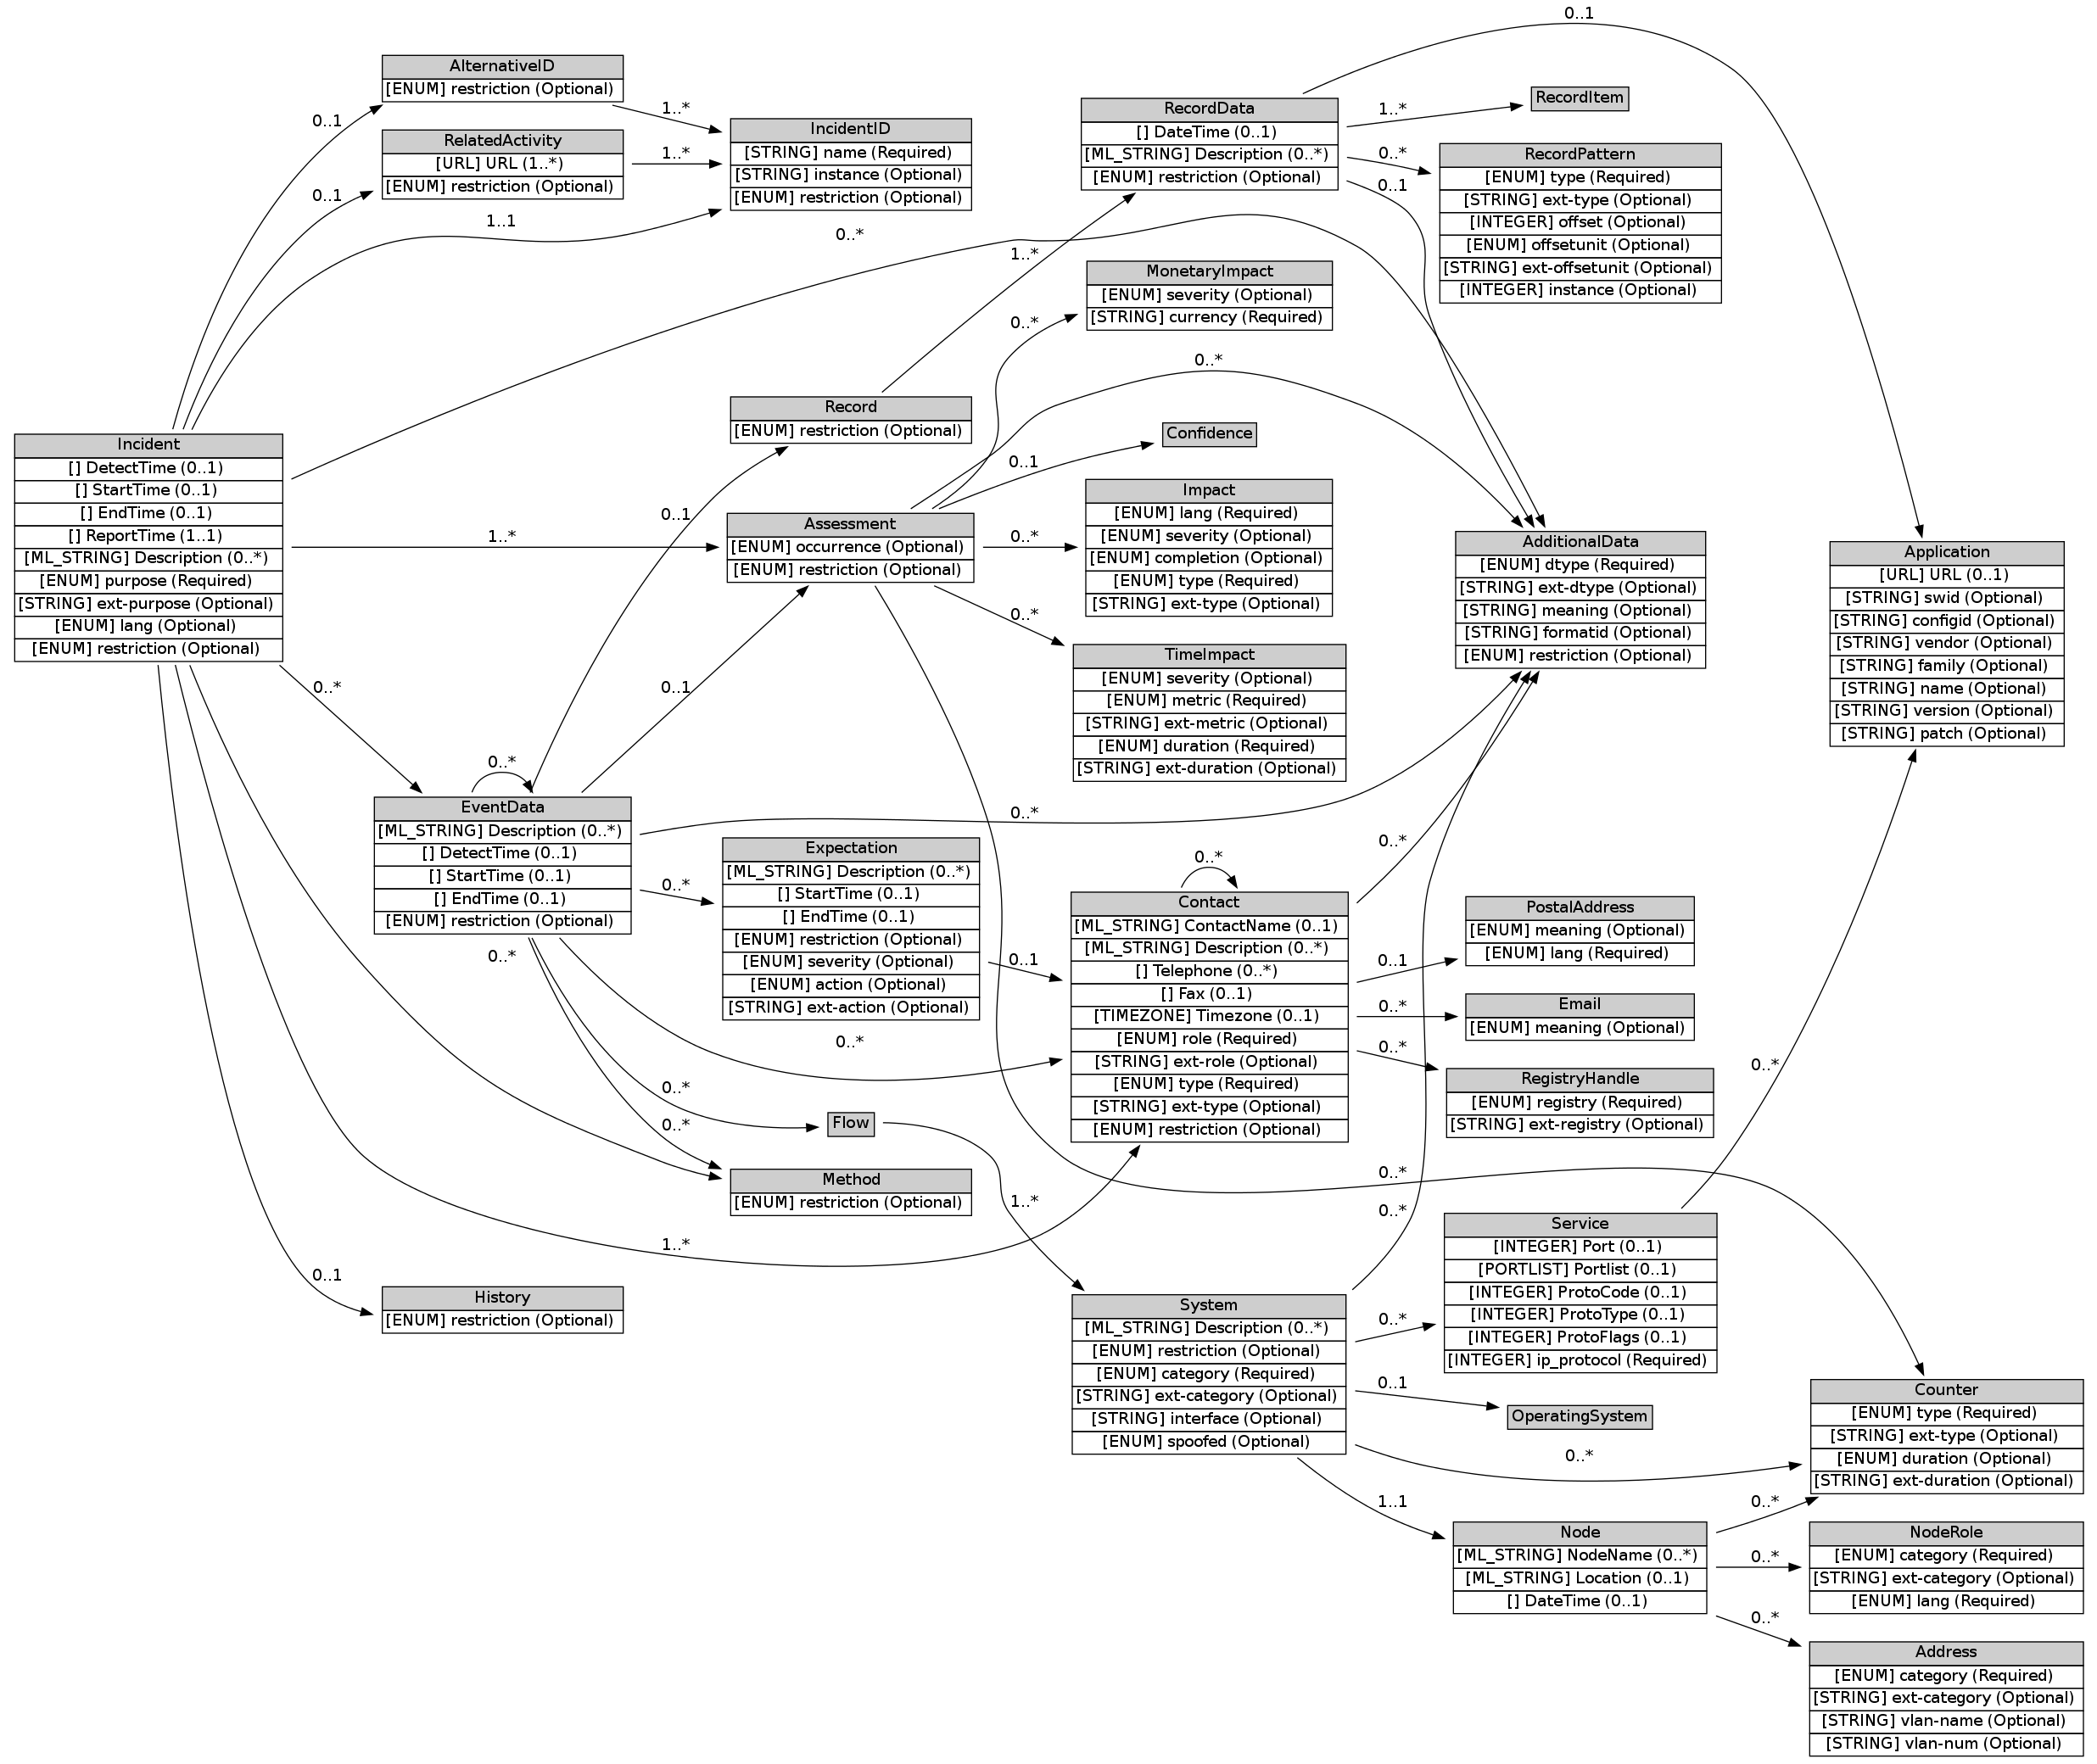 0..1
AlternativeID
[ENUM] restriction (Optional)
0..1
1..*
RelatedActivity
[URL] URL (1..*)
[ENUM] restriction (Optional)
0..1
1..*
1..1
IncidentID
[STRING] name (Required)
[STRING] instance (Optional)
[ENUM] restriction (Optional)
0..*
RecordData
[] DateTime (0..1)
[ML_STRING] Description (0..*)
[ENUM] restriction (Optional)
1..*
0..*
0..1
1..*
RecordItem
RecordPattern
[ENUM] type (Required)
[STRING] ext-type (Optional)
[INTEGER] offset (Optional)
[ENUM] offsetunit (Optional)
[STRING] ext-offsetunit (Optional)
[INTEGER] instance (Optional)
MonetaryImpact
[ENUM] severity (Optional)
[STRING] currency (Required)
0..*
0..*
Record
[ENUM] restriction (Optional)
0..1
Confidence
0..1
Incident
[] DetectTime (0..1)
[] StartTime (0..1)
[] EndTime (0..1)
[] ReportTime (1..1)
[ML_STRING] Description (0..*)
[ENUM] purpose (Required)
[STRING] ext-purpose (Optional)
[ENUM] lang (Optional)
[ENUM] restriction (Optional)
1..*
Assessment
[ENUM] occurrence (Optional)
[ENUM] restriction (Optional)
0..*
Impact
[ENUM] lang (Required)
[ENUM] severity (Optional)
[ENUM] completion (Optional)
[ENUM] type (Required)
[STRING] ext-type (Optional)
0..*
TimeImpact
[ENUM] severity (Optional)
[ENUM] metric (Required)
[STRING] ext-metric (Optional)
[ENUM] duration (Required)
[STRING] ext-duration (Optional)
AdditionalData
[ENUM] dtype (Required)
[STRING] ext-dtype (Optional)
[STRING] meaning (Optional)
[STRING] formatid (Optional)
[ENUM] restriction (Optional)
Application
[URL] URL (0..1)
[STRING] swid (Optional)
[STRING] configid (Optional)
[STRING] vendor (Optional)
[STRING] family (Optional)
[STRING] name (Optional)
[STRING] version (Optional)
[STRING] patch (Optional)
0..*
0..1
0..*
EventData
[ML_STRING] Description (0..*)
[] DetectTime (0..1)
[] StartTime (0..1)
[] EndTime (0..1)
[ENUM] restriction (Optional)
0..*
0..*
0..*
Expectation
[ML_STRING] Description (0..*)
[] StartTime (0..1)
[] EndTime (0..1)
[ENUM] restriction (Optional)
[ENUM] severity (Optional)
[ENUM] action (Optional)
[STRING] ext-action (Optional)
0..1
0..*
0..*
Contact
[ML_STRING] ContactName (0..1)
[ML_STRING] Description (0..*)
[] Telephone (0..*)
[] Fax (0..1)
[TIMEZONE] Timezone (0..1)
[ENUM] role (Required)
[STRING] ext-role (Optional)
[ENUM] type (Required)
[STRING] ext-type (Optional)
[ENUM] restriction (Optional)
0..*
0..1
PostalAddress
[ENUM] meaning (Optional)
[ENUM] lang (Required)
0..*
Email
[ENUM] meaning (Optional)
0..*
RegistryHandle
[ENUM] registry (Required)
[STRING] ext-registry (Optional)
0..*
0..*
Flow
0..*
Method
[ENUM] restriction (Optional)
1..*
0..*
1..*
0..*
0..1
History
[ENUM] restriction (Optional)
System
[ML_STRING] Description (0..*)
[ENUM] restriction (Optional)
[ENUM] category (Required)
[STRING] ext-category (Optional)
[STRING] interface (Optional)
[ENUM] spoofed (Optional)
0..*
Service
[INTEGER] Port (0..1)
[PORTLIST] Portlist (0..1)
[INTEGER] ProtoCode (0..1)
[INTEGER] ProtoType (0..1)
[INTEGER] ProtoFlags (0..1)
[INTEGER] ip_protocol (Required)
0..1
OperatingSystem
0..*
Counter
[ENUM] type (Required)
[STRING] ext-type (Optional)
[ENUM] duration (Optional)
[STRING] ext-duration (Optional)
1..1
0..*
Node
[ML_STRING] NodeName (0..*)
[ML_STRING] Location (0..1)
[] DateTime (0..1)
0..*
NodeRole
[ENUM] category (Required)
[STRING] ext-category (Optional)
[ENUM] lang (Required)
0..*
Address
[ENUM] category (Required)
[STRING] ext-category (Optional)
[STRING] vlan-name (Optional)
[STRING] vlan-num (Optional)